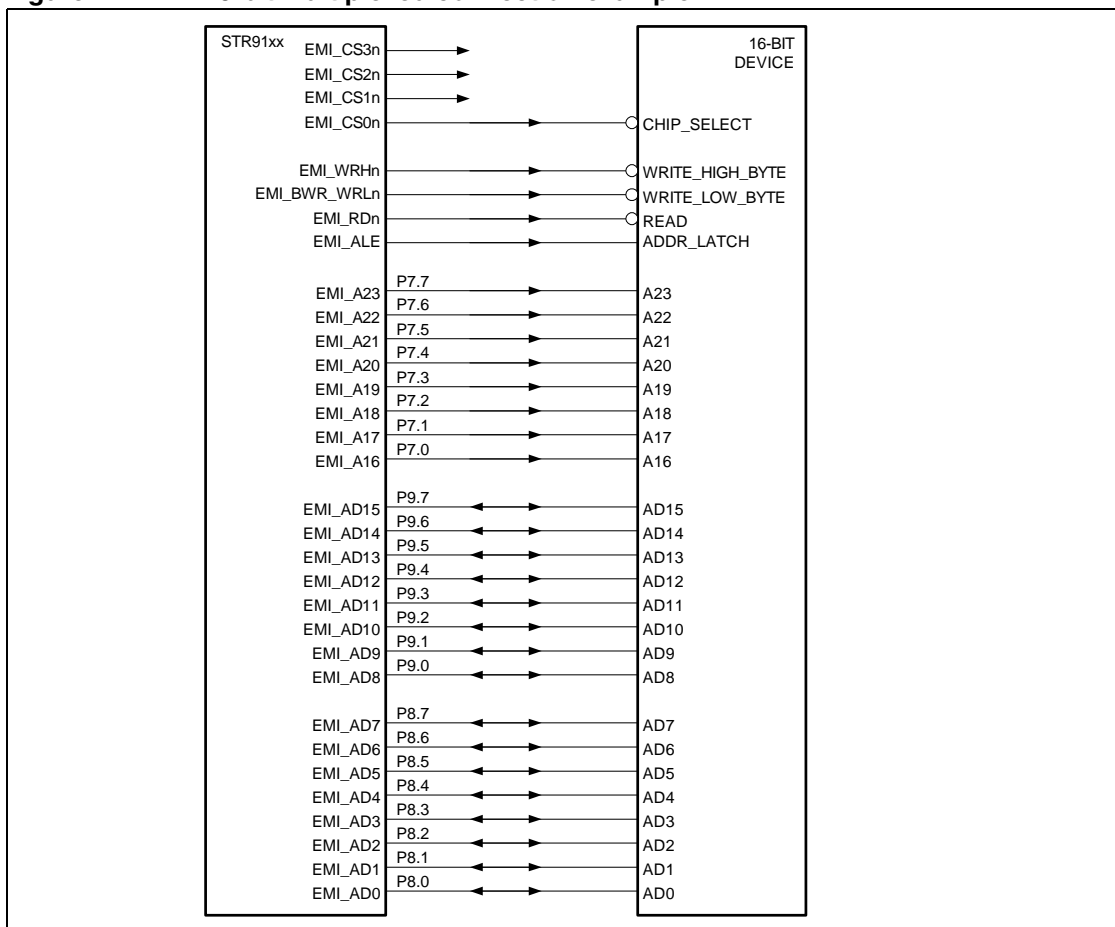 STR91xx
16-BIT
DEVICE
EMI_CS3n
EMI_CS2n
EMI_CS1n
EMI_CS0n CHIP_SELECT
EMI_WRHn WRITE_HIGH_BYTE
EMI_BWR_WRLn WRITE_LOW_BYTE
EMI_RDn READ
EMI_ALE ADDR_LATCH
EMI_A23 P7.7 A23
EMI_A22 P7.6 A22
EMI_A21 P7.5 A21
EMI_A20 P7.4 A20
EMI_A19 P7.3 A19
EMI_A18 P7.2 A18
EMI_A17 P7.1 A17
EMI_A16 P7.0 A16
EMI_AD15 P9.7 AD15
EMI_AD14 P9.6 AD14
EMI_AD13 P9.5 AD13
EMI_AD12 P9.4 AD12
EMI_AD11 P9.3 AD11
EMI_AD10 P9.2 AD10
EMI_AD9 P9.1 AD9
EMI_AD8 P9.0 AD8
EMI_AD7 P8.7 AD7
EMI_AD6 P8.6 AD6
EMI_AD5 P8.5 AD5
EMI_AD4 P8.4 AD4
EMI_AD3 P8.3 AD3
EMI_AD2 P8.2 AD2
EMI_AD1 P8.1 AD1
EMI_AD0 P8.0 AD0